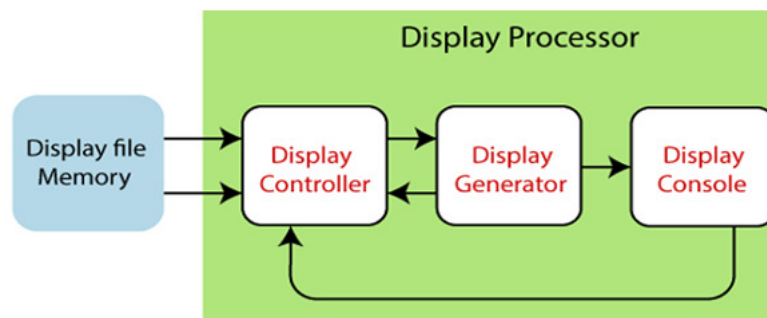 Display Processor
Display file
Memory
Display
Controller
Display
Generator
Display
Console